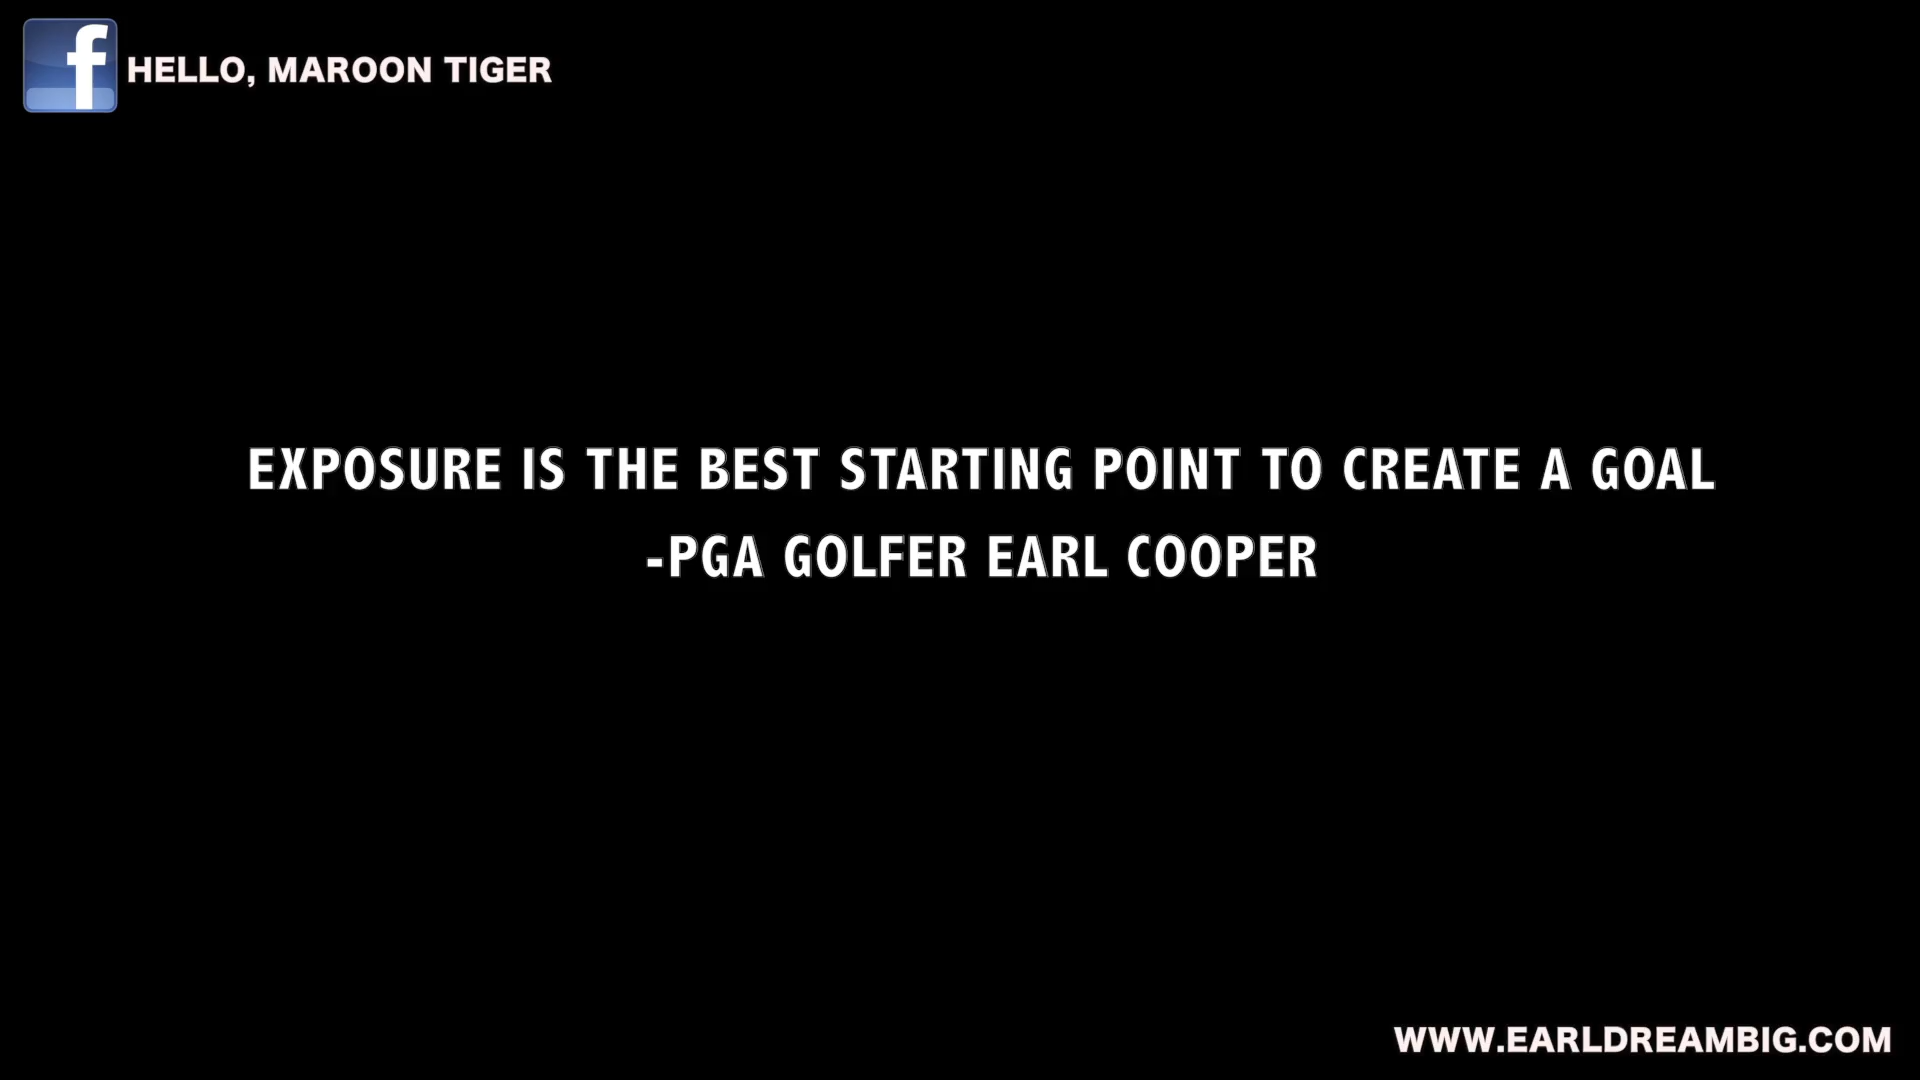 f
HELLO, MAROON TIGER
EXPOSURE IS THE BEST STARTING POINT TO CREATE A GOAL
-PGA GOLFER EARL COOPER
WWW.EARLDREAMBIG.COM